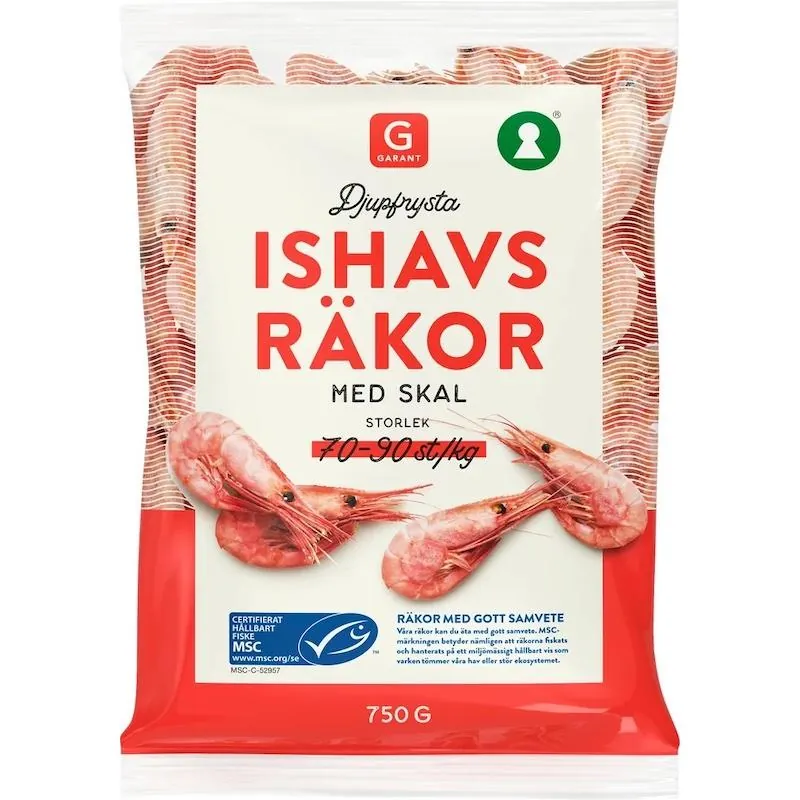 G
GARANT
®
Djupfrysta
ISHAVS
RÄKOR
MED SKAL
STORLEK
70-90 st/kg
CERTIFIERAT
HÅLLBART
FISKE
MSC
www.msc.org/se
TM
MSC-C-52957
RÄKOR MED GOTT SAMVETE
Våra räkor kan du äta med gott samvete. MSC-
märkningen betyder nämligen att räkorna fiskats
och hanterats på ett miljömässigt hållbart vis som
varken tömmer våra hav eller stör ekosystemet.
750 G